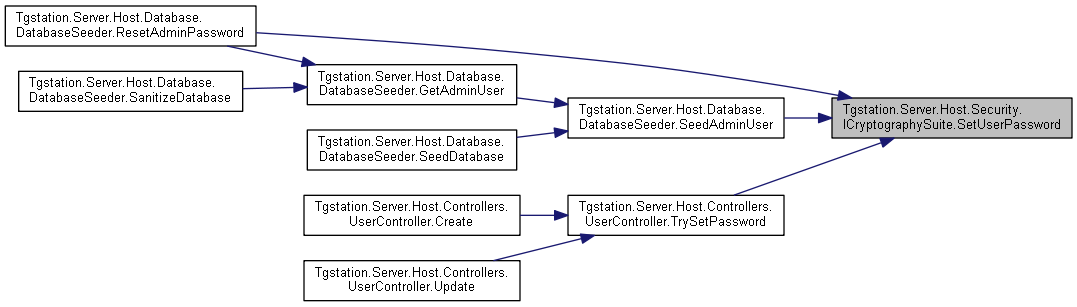 Tgstation.Server.Host.Database.
DatabaseSeeder.ResetAdminPassword
Tgstation.Server.Host.Database.
DatabaseSeeder.SanitizeDatabase
Tgstation.Server.Host.Database.
DatabaseSeeder.GetAdminUser
Tgstation.Server.Host.Database.
DatabaseSeeder.SeedDatabase
Tgstation.Server.Host.Database.
DatabaseSeeder.SeedAdminUser
Tgstation.Server.Host.Security.
ICryptographySuite.SetUserPassword
Tgstation.Server.Host.Controllers.
UserController.Create
Tgstation.Server.Host.Controllers.
UserController.Update
Tgstation.Server.Host.Controllers.
UserController.TrySetPassword